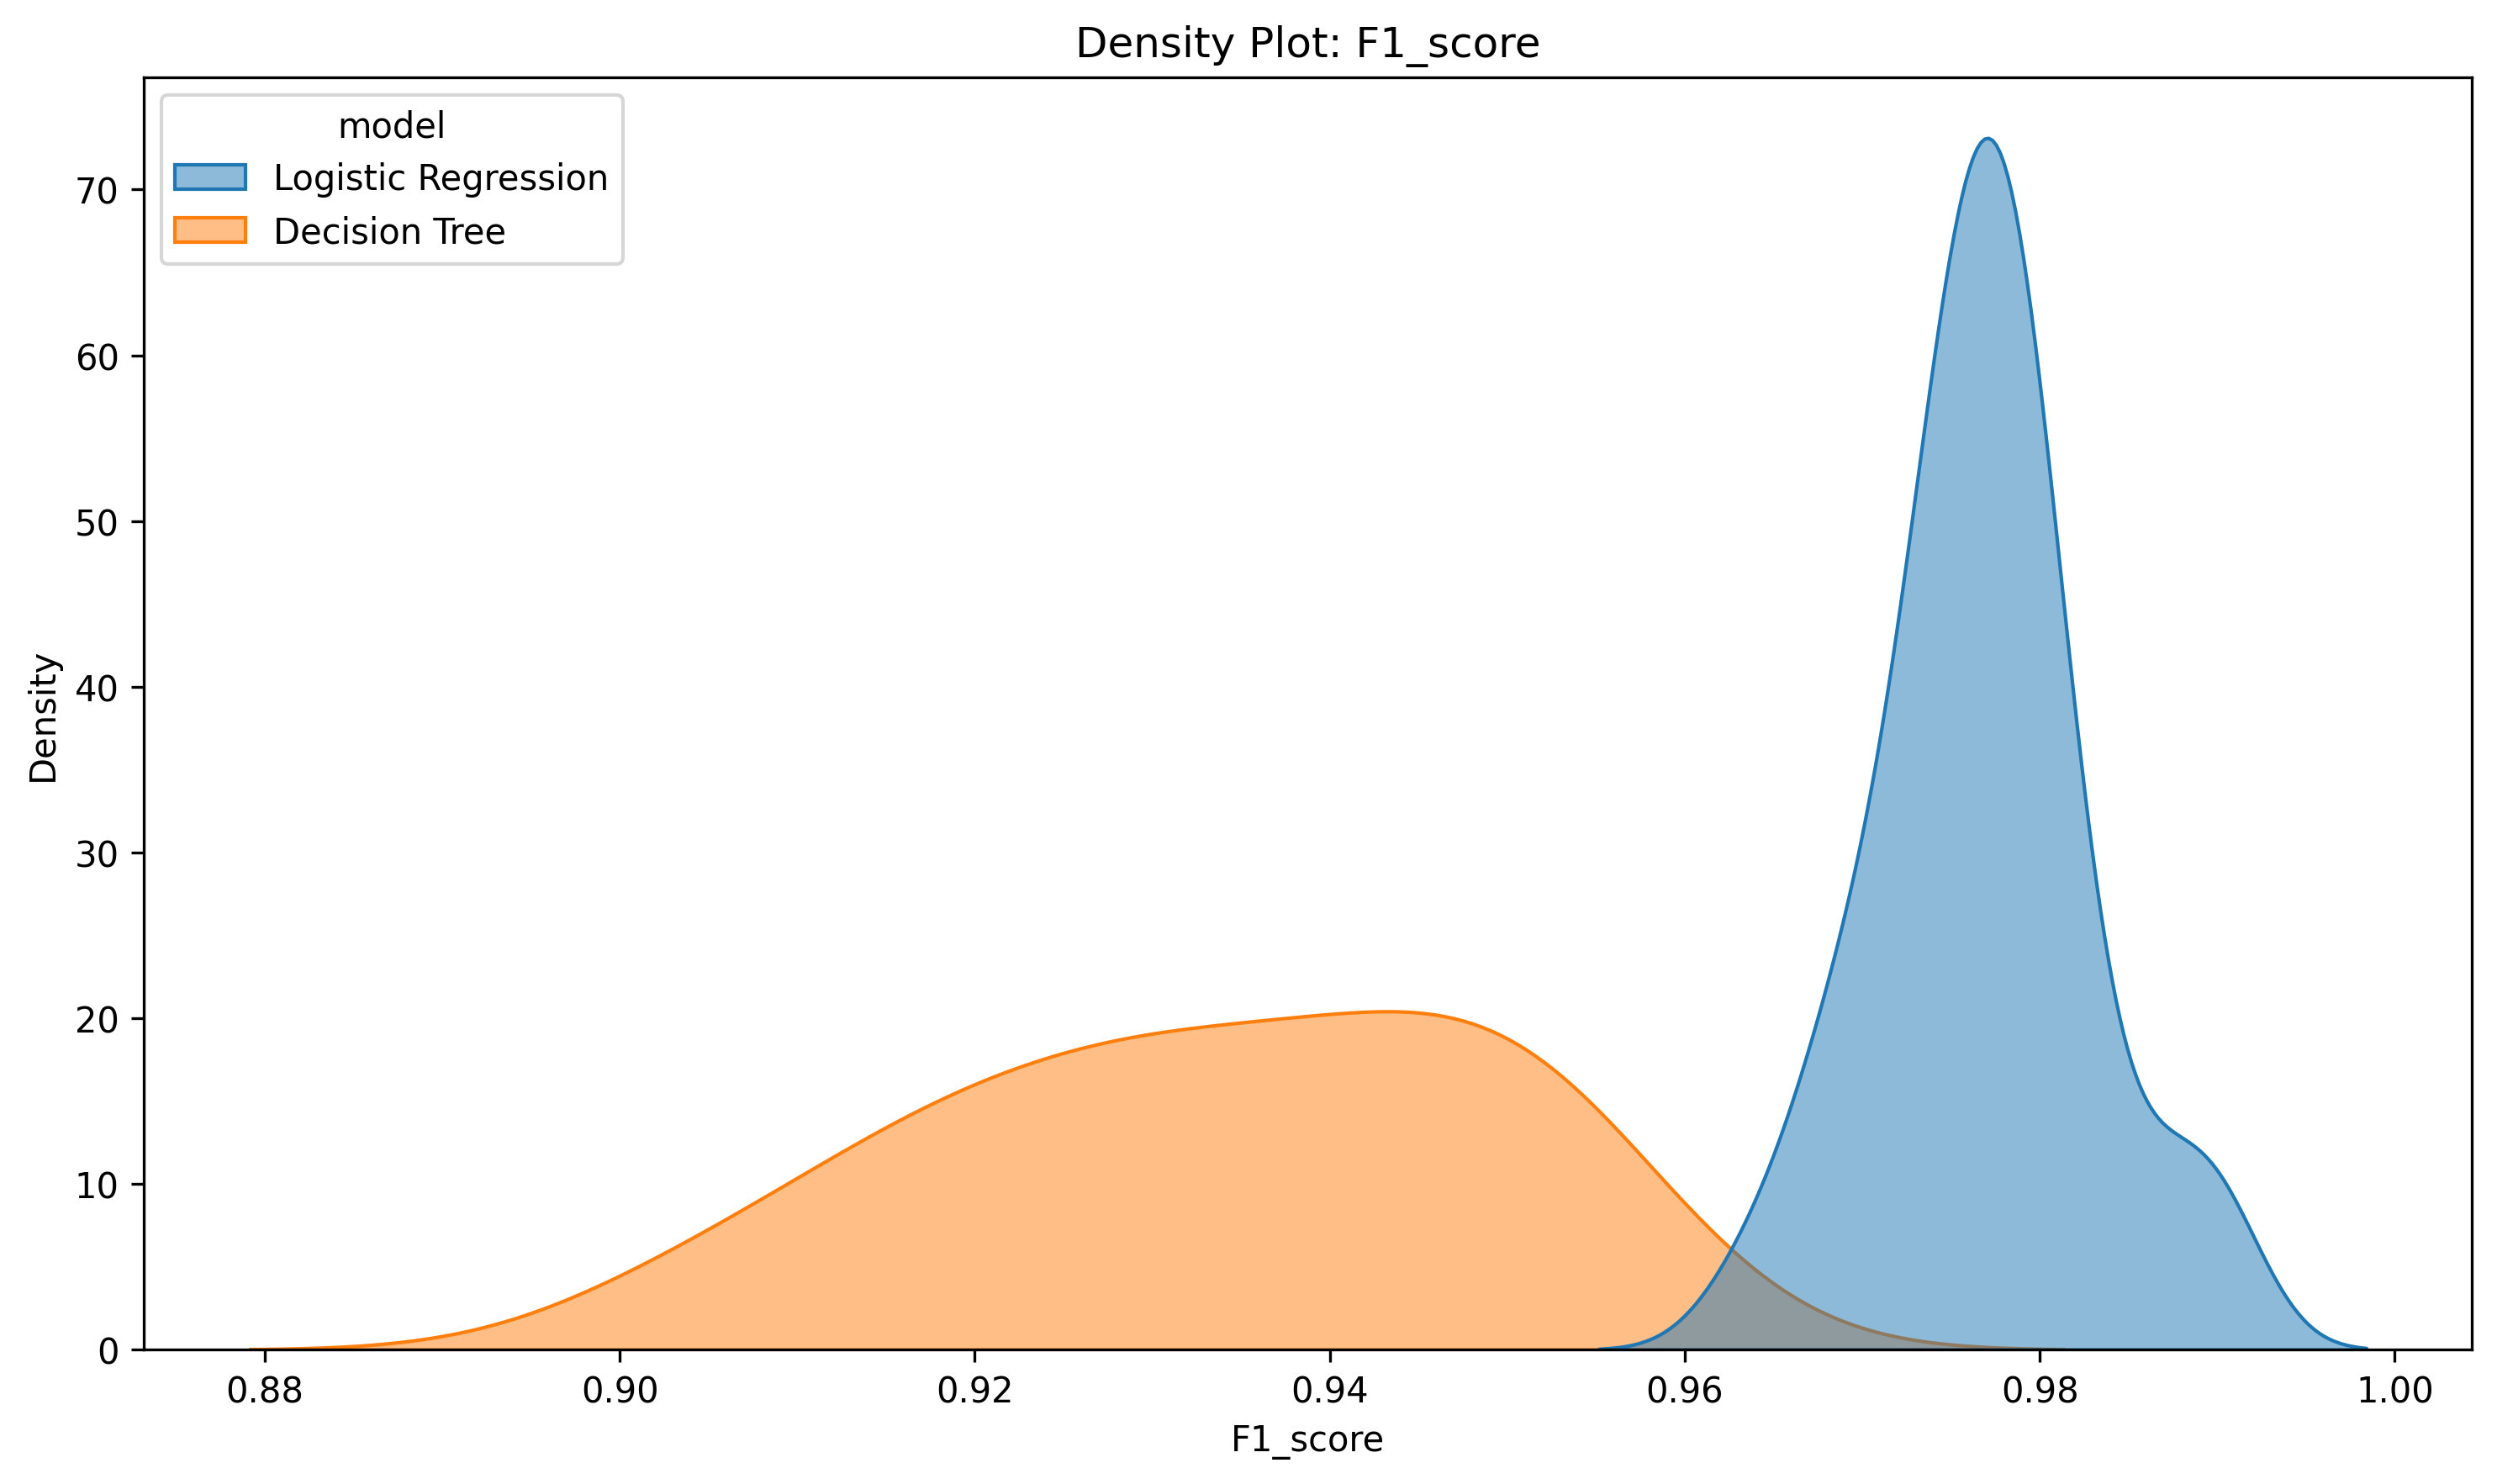 Density Plot: F1_score
model
Logistic Regression
Decision Tree
70
60
50
40
30
20
10
0
Density
0.88 0.90 0.92 0.94 0.96 0.98 1.00
F1_score